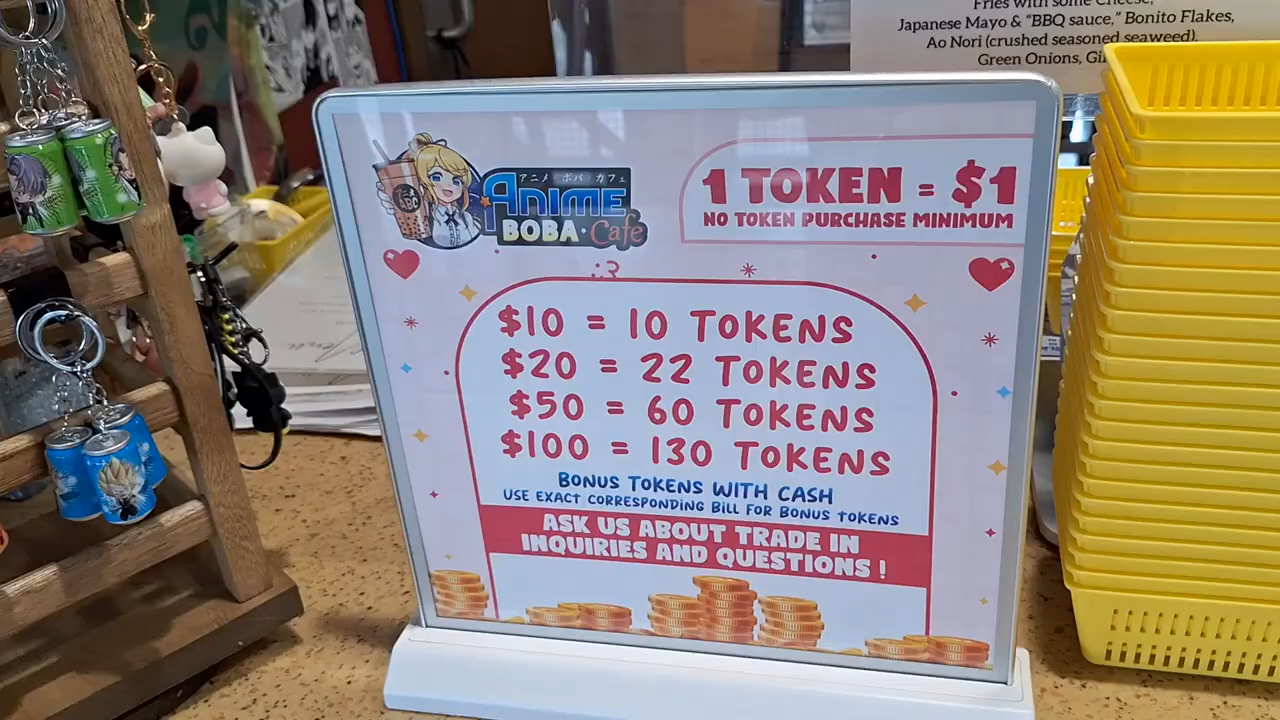 Fries with some Cheese,
Japanese Mayo & “BBQ sauce,” Bonito Flakes,
Ao Nori (crushed seasoned seaweed),
Green Onions,
アニメ・ボバ・カフェ
ABC
ANIME
BOBA・Cafe
1 TOKEN = $1
NO TOKEN PURCHASE MINIMUM
$10 = 10 TOKENS
$20 = 22 TOKENS
$50 = 60 TOKENS
$100 = 130 TOKENS
BONUS TOKENS WITH CASH
USE EXACT CORRESPONDING BILL FOR BONUS TOKENS
ASK US ABOUT TRADE IN
INQUIRIES AND QUESTIONS!